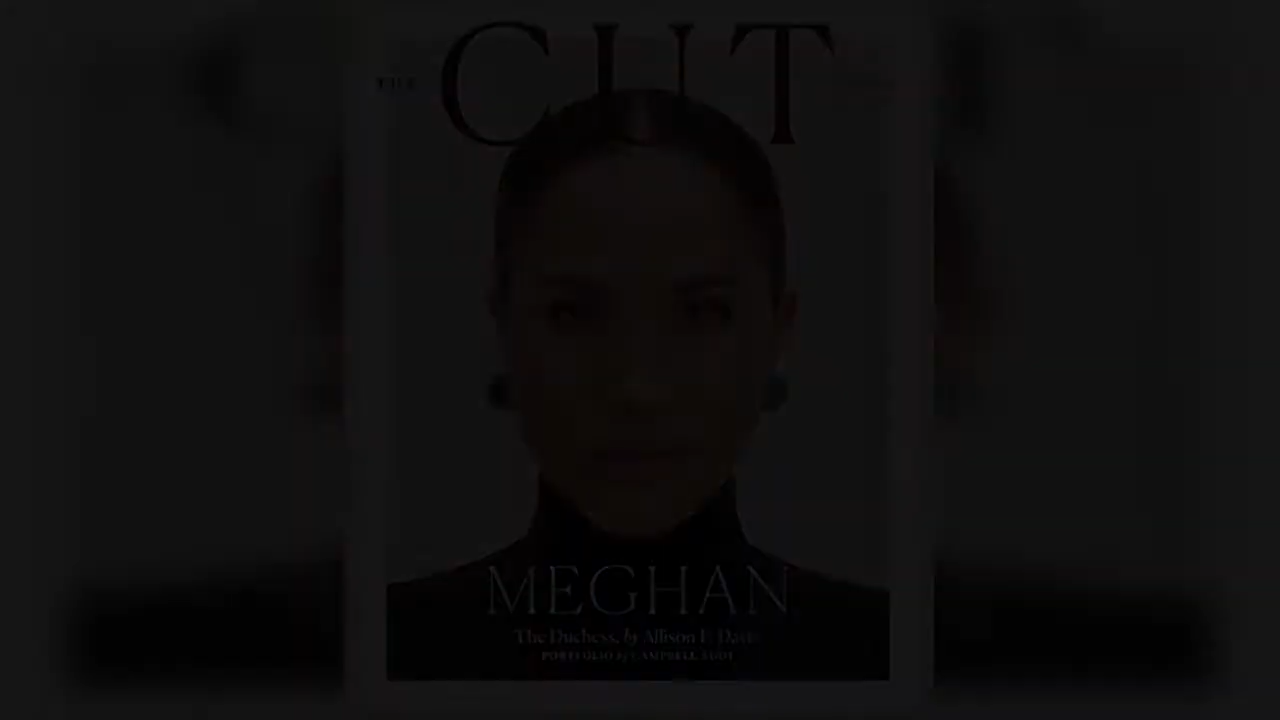 THE CUT
MEGHAN
The Duchess, by Allison P. Davis
PORTFOLIO by CAMPBELL ADDY